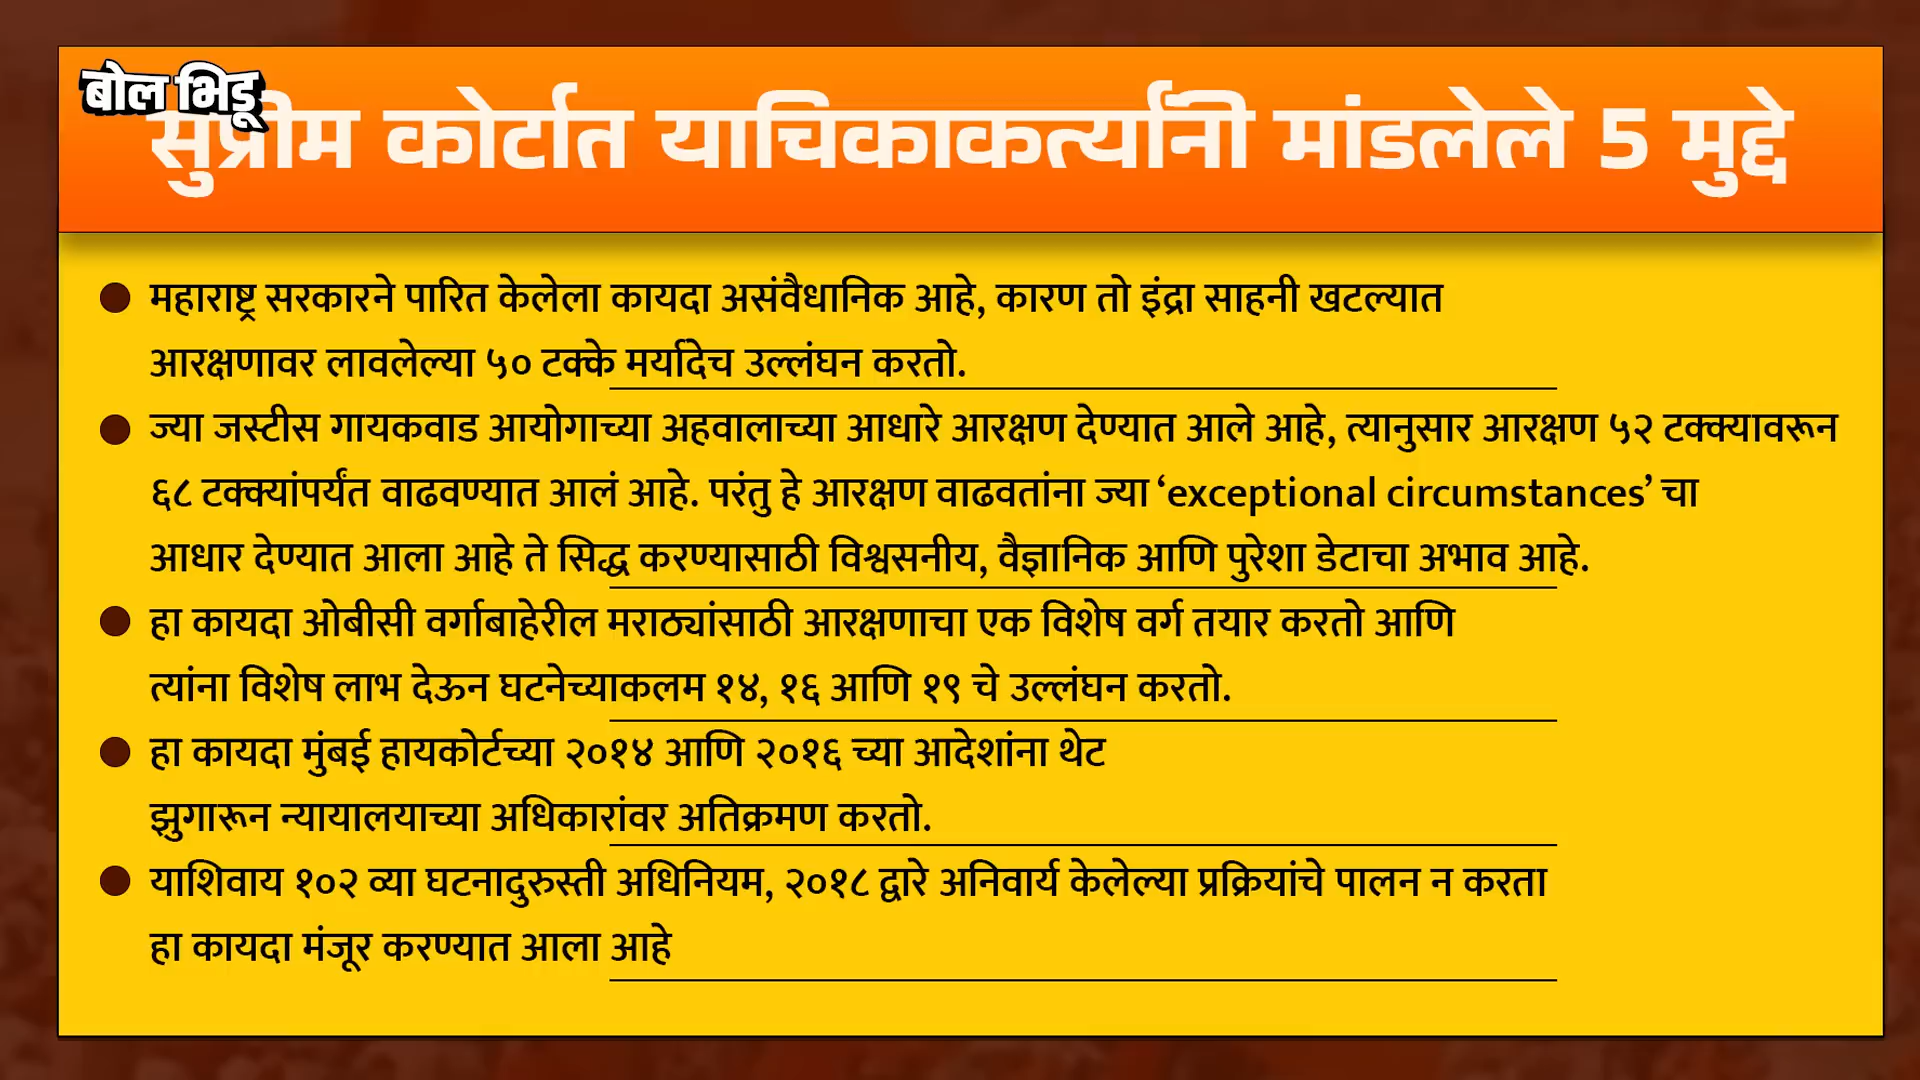 बोल भिडू
सुप्रीम कोर्टात याचिकाकर्त्यांनी मांडलेले 5 मुद्दे
महाराष्ट्र सरकारने पारित केलेला कायदा असंवैधानिक आहे, कारण तो इंद्रा साहनी खटल्यात
आरक्षणावर लावलेल्या ५० टक्के मर्यादेच उल्लंघन करतो.
ज्या जस्टीस गायकवाड आयोगाच्या अहवालाच्या आधारे आरक्षण देण्यात आले आहे, त्यानुसार आरक्षण ५२ टक्क्यावरून
६८ टक्क्यांपर्यंत वाढवण्यात आलं आहे. परंतु हे आरक्षण वाढवतांना ज्या ‘exceptional circumstances’ चा
आधार देण्यात आला आहे ते सिद्ध करण्यासाठी विश्वसनीय, वैज्ञानिक आणि पुरेशा डेटाचा अभाव आहे.
हा कायदा ओबीसी वर्गाबाहेरील मराठ्यांसाठी आरक्षणाचा एक विशेष वर्ग तयार करतो आणि
त्यांना विशेष लाभ देऊन घटनेच्याकलम १४, १६ आणि १९ चे उल्लंघन करतो.
हा कायदा मुंबई हायकोर्टच्या २०१४ आणि २०१६ च्या आदेशांना थेट
झुगारून न्यायालयाच्या अधिकारांवर अतिक्रमण करतो.
याशिवाय १०२ व्या घटनादुरुस्ती अधिनियम, २०१८ द्वारे अनिवार्य केलेल्या प्रक्रियांचे पालन न करता
हा कायदा मंजूर करण्यात आला आहे